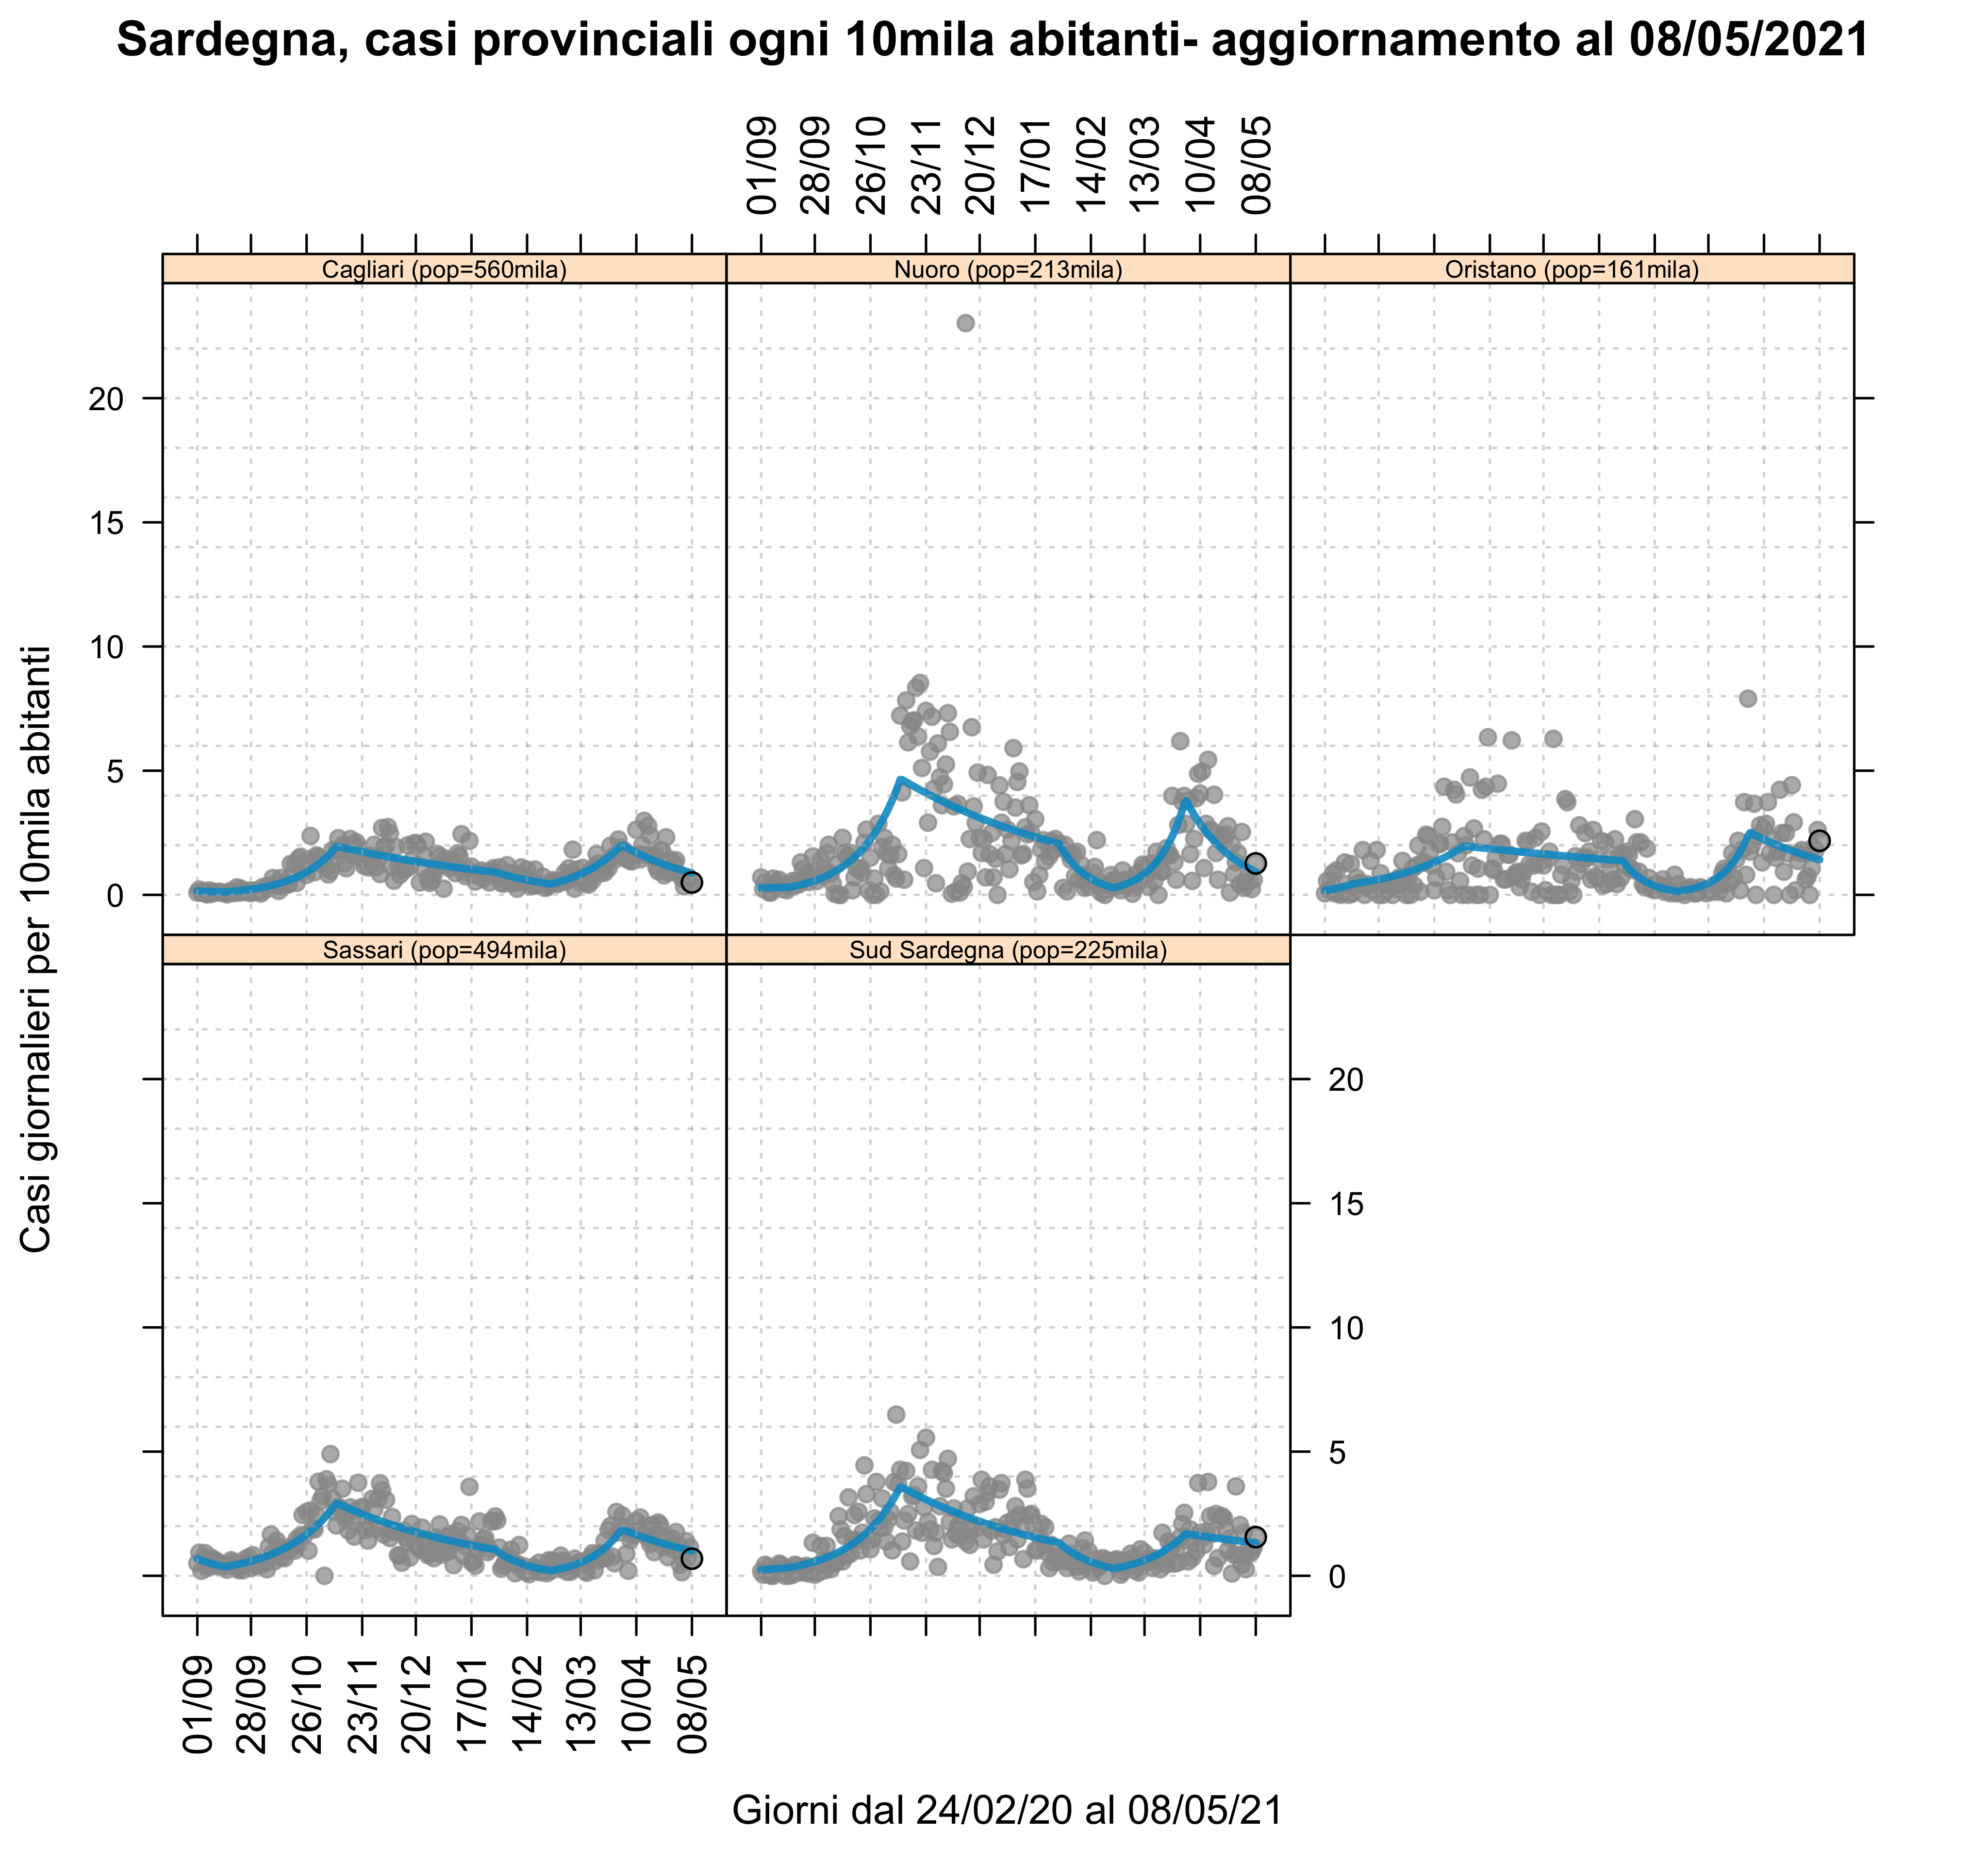 Sardegna, casi provinciali ogni 10mila abitanti- aggiornamento al 08/05/2021
01/09 28/09 26/10 23/11 20/12 17/01 14/02 13/03 10/04 08/05
Cagliari (pop=560mila) Nuoro (pop=213mila) Oristano (pop=161mila)
20
15
10
5
0
Casi giornalieri per 10mila abitanti
Sassari (pop=494mila) Sud Sardegna (pop=225mila)
20
15
10
5
0
01/09 28/09 26/10 23/11 20/12 17/01 14/02 13/03 10/04 08/05
Giorni dal 24/02/20 al 08/05/21